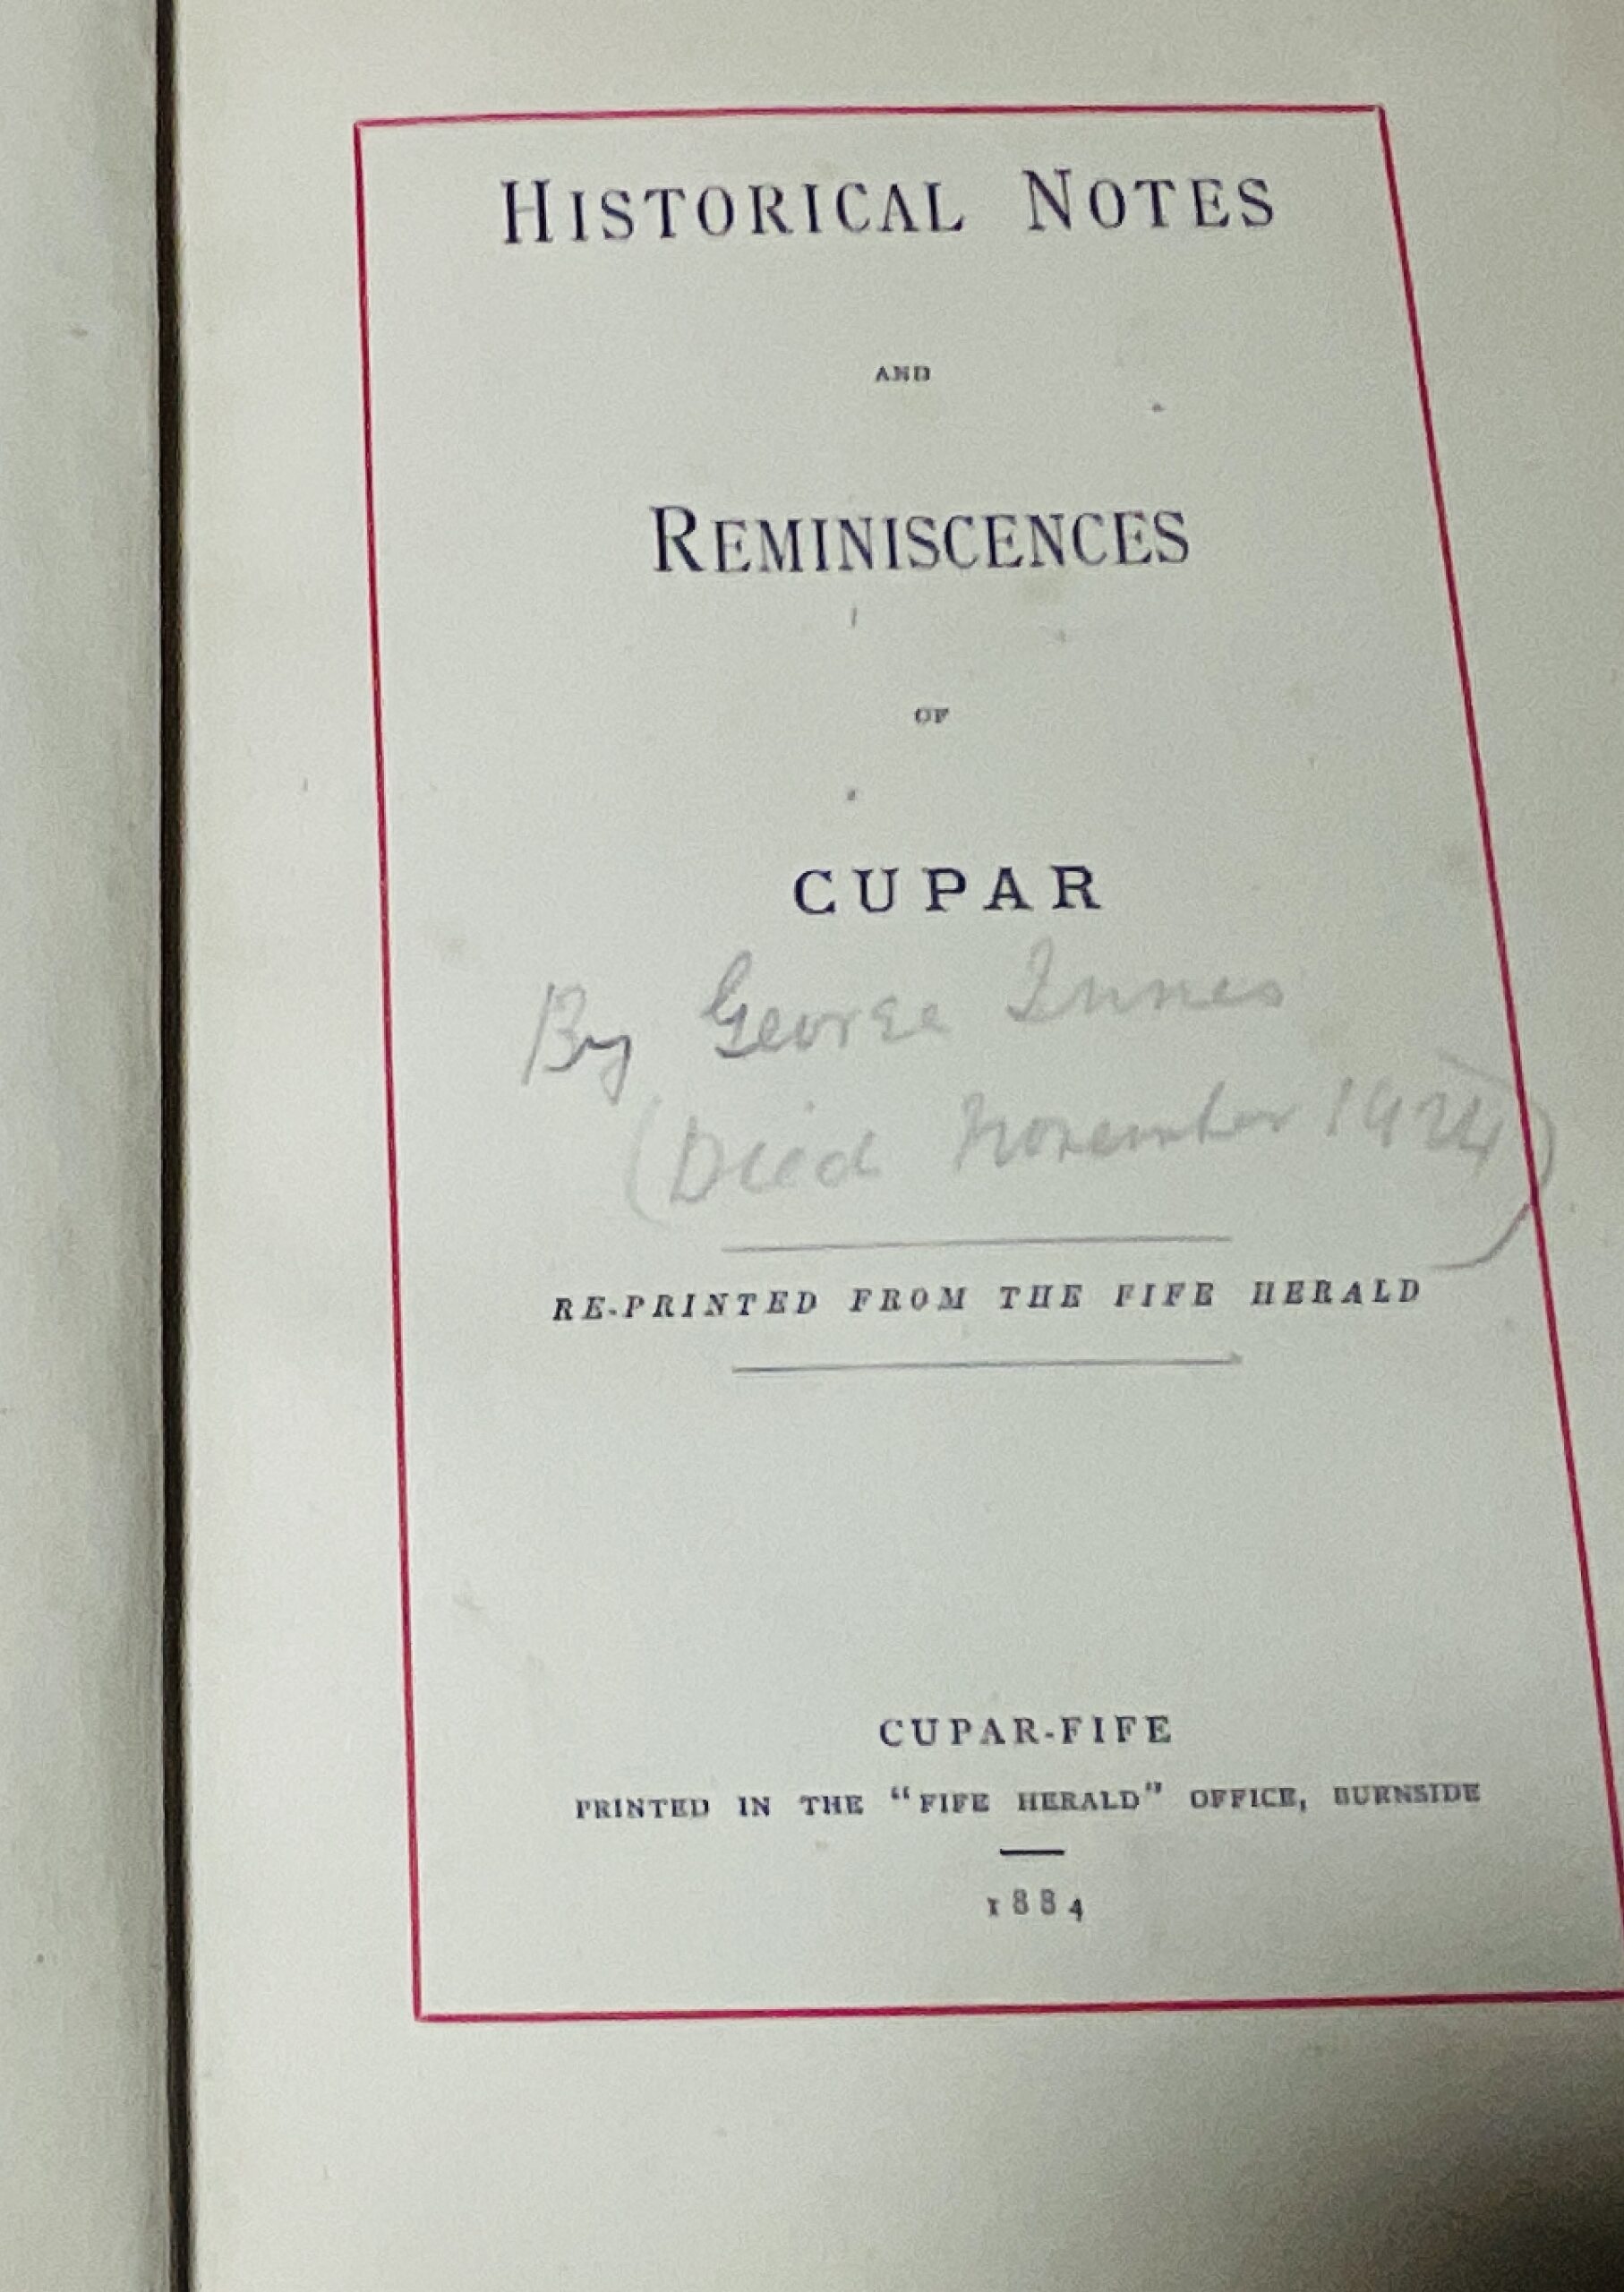 HISTORICAL NOTES
AND
REMINISCENCES
OF
CUPAR
By George Innes
(Died November 1924)
RE-PRINTED FROM THE FIFE HERALD
CUPAR-FIFE
PRINTED IN THE "FIFE HERALD" OFFICE, BURNSIDE
1884